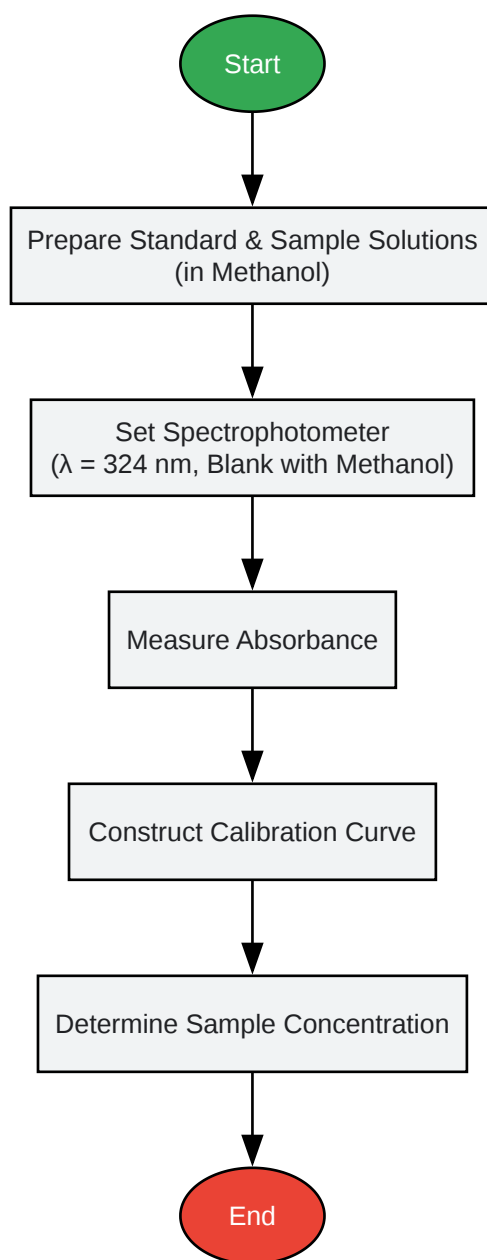 Start
Prepare Standard & Sample Solutions
(in Methanol)
Set Spectrophotometer
(λ = 324 nm, Blank with Methanol)
Measure Absorbance
Construct Calibration Curve
Determine Sample Concentration
End